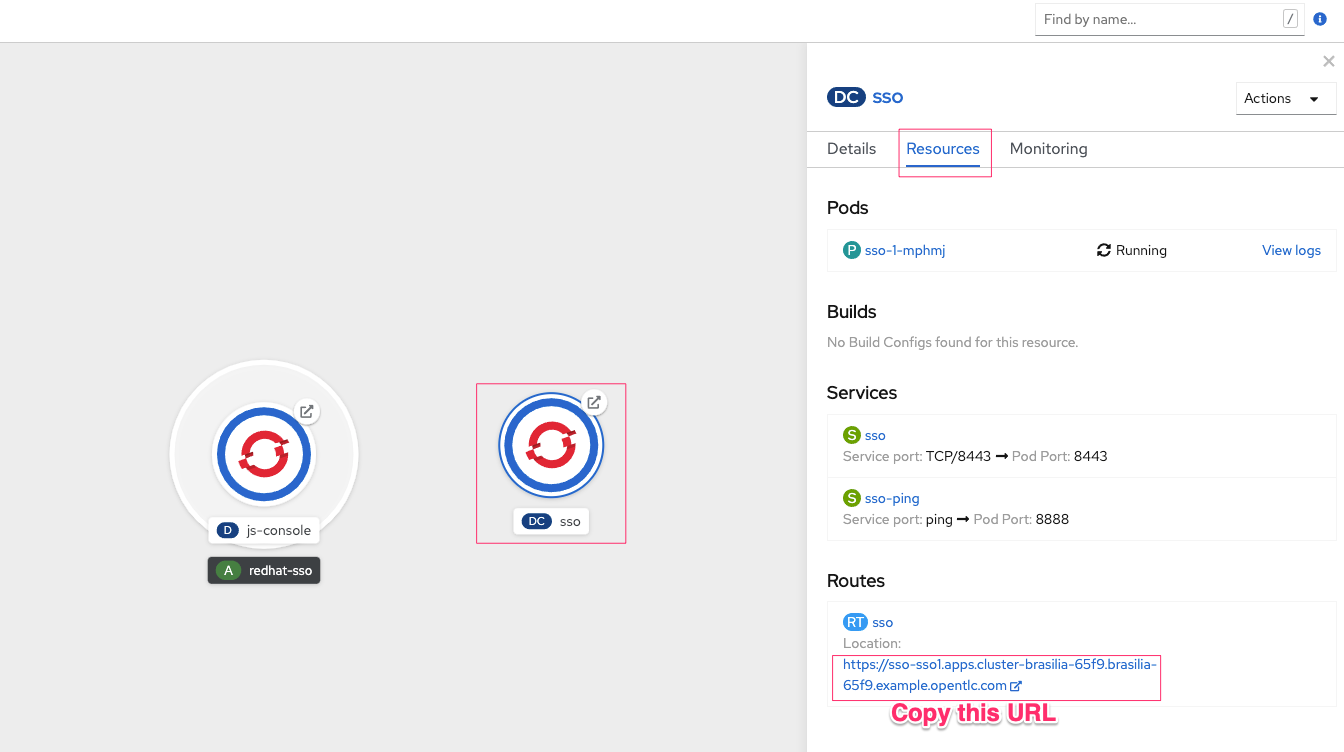 Find by name...
/
DC sso
Actions
Details Resources Monitoring
Pods
P sso-1-mphmj Running View logs
Builds
No Build Configs found for this resource.
Services
S sso
Service port: TCP/8443 → Pod Port: 8443
S sso-ping
Service port: ping → Pod Port: 8888
Routes
RT sso
Location:
https://sso-sso1.apps.cluster-brasilia-65f9.brasilia-
65f9.example.opentlc.com
Copy this URL
D js-console
A redhat-sso
DC sso